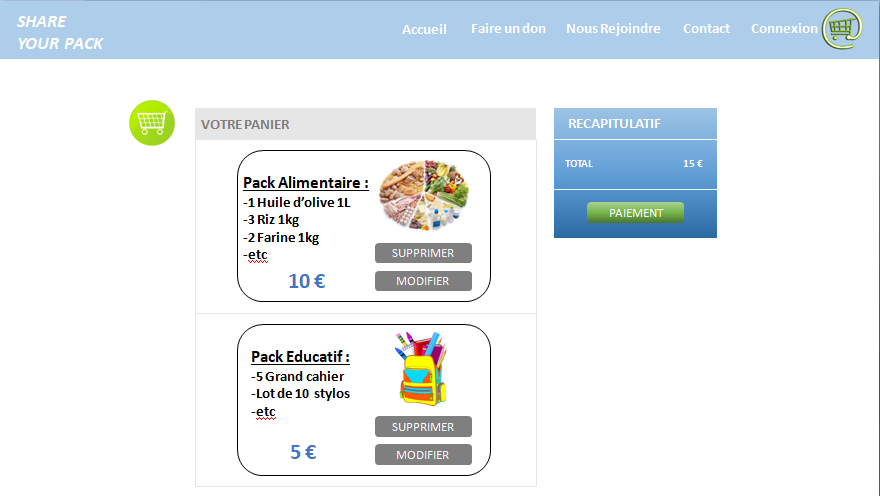 SHARE
YOUR PACK
Accueil Faire un don Nous Rejoindre Contact Connexion
VOTRE PANIER
Pack Alimentaire :
-1 Huile d’olive 1L
-3 Riz 1kg
-2 Farine 1kg
-etc
10 €
SUPPRIMER
MODIFIER
Pack Educatif :
-5 Grand cahier
-Lot de 10 stylos
-etc
5 €
SUPPRIMER
MODIFIER
RECAPITULATIF
TOTAL 15 €
PAIEMENT